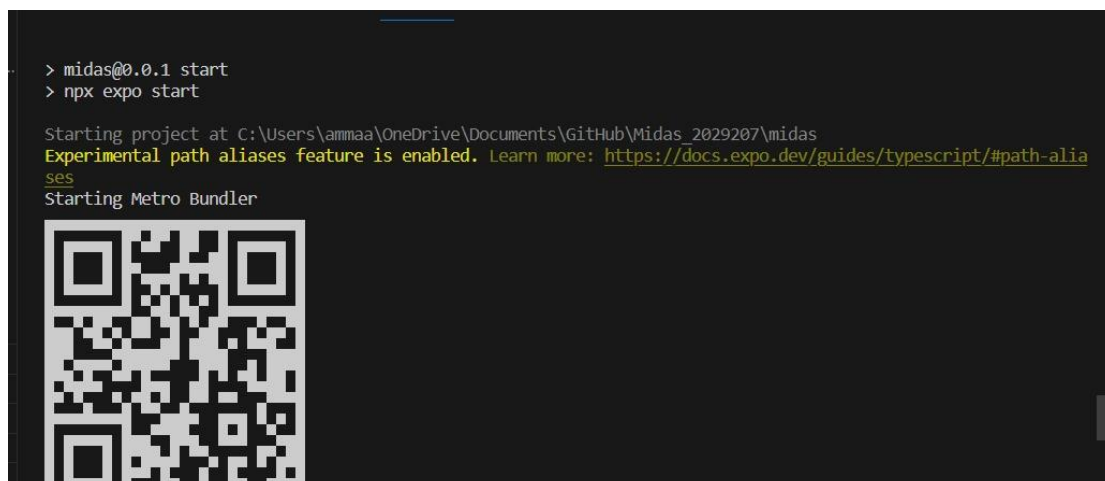 > midas@0.0.1 start
> npx expo start
Starting project at C:\Users\ammaa\OneDrive\Documents\GitHub\Midas_2029207\midas
Experimental path aliases feature is enabled. Learn more: https://docs.expo.dev/guides/typescript/#path-alia
ses
Starting Metro Bundler